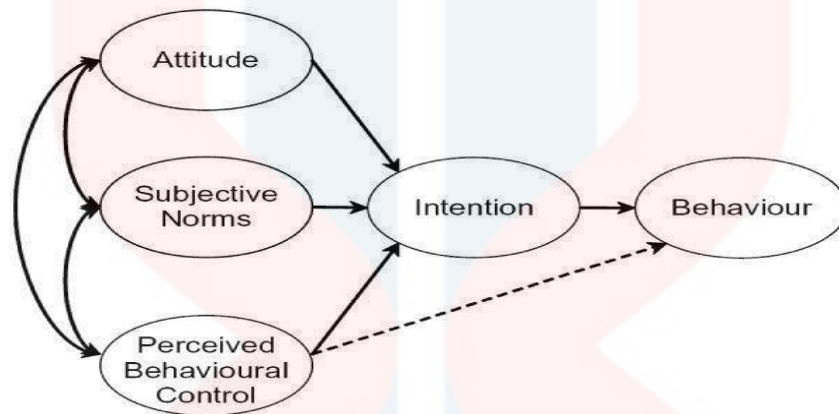 Attitude
Subjective
Norms
Intention
Behaviour
Perceived
Behavioural
Control